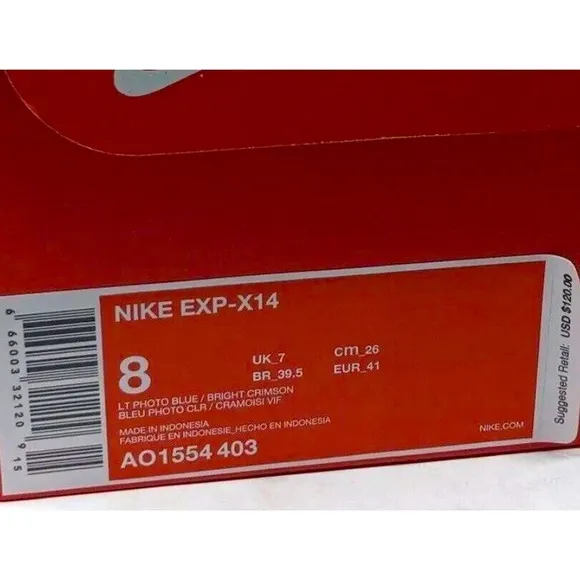 NIKE EXP-X14
8
UK_7
cm_26
BR_39.5
EUR_41
LT PHOTO BLUE / BRIGHT CRIMSON
BLEU PHOTO CLR / CRAMOISI VIF
MADE IN INDONESIA
FABRIQUE EN INDONESIE_HECHO EN INDONESIA
AO1554 403
NIKE.COM
6 66003 32120 9 15
Suggested Retail: USD $120.00